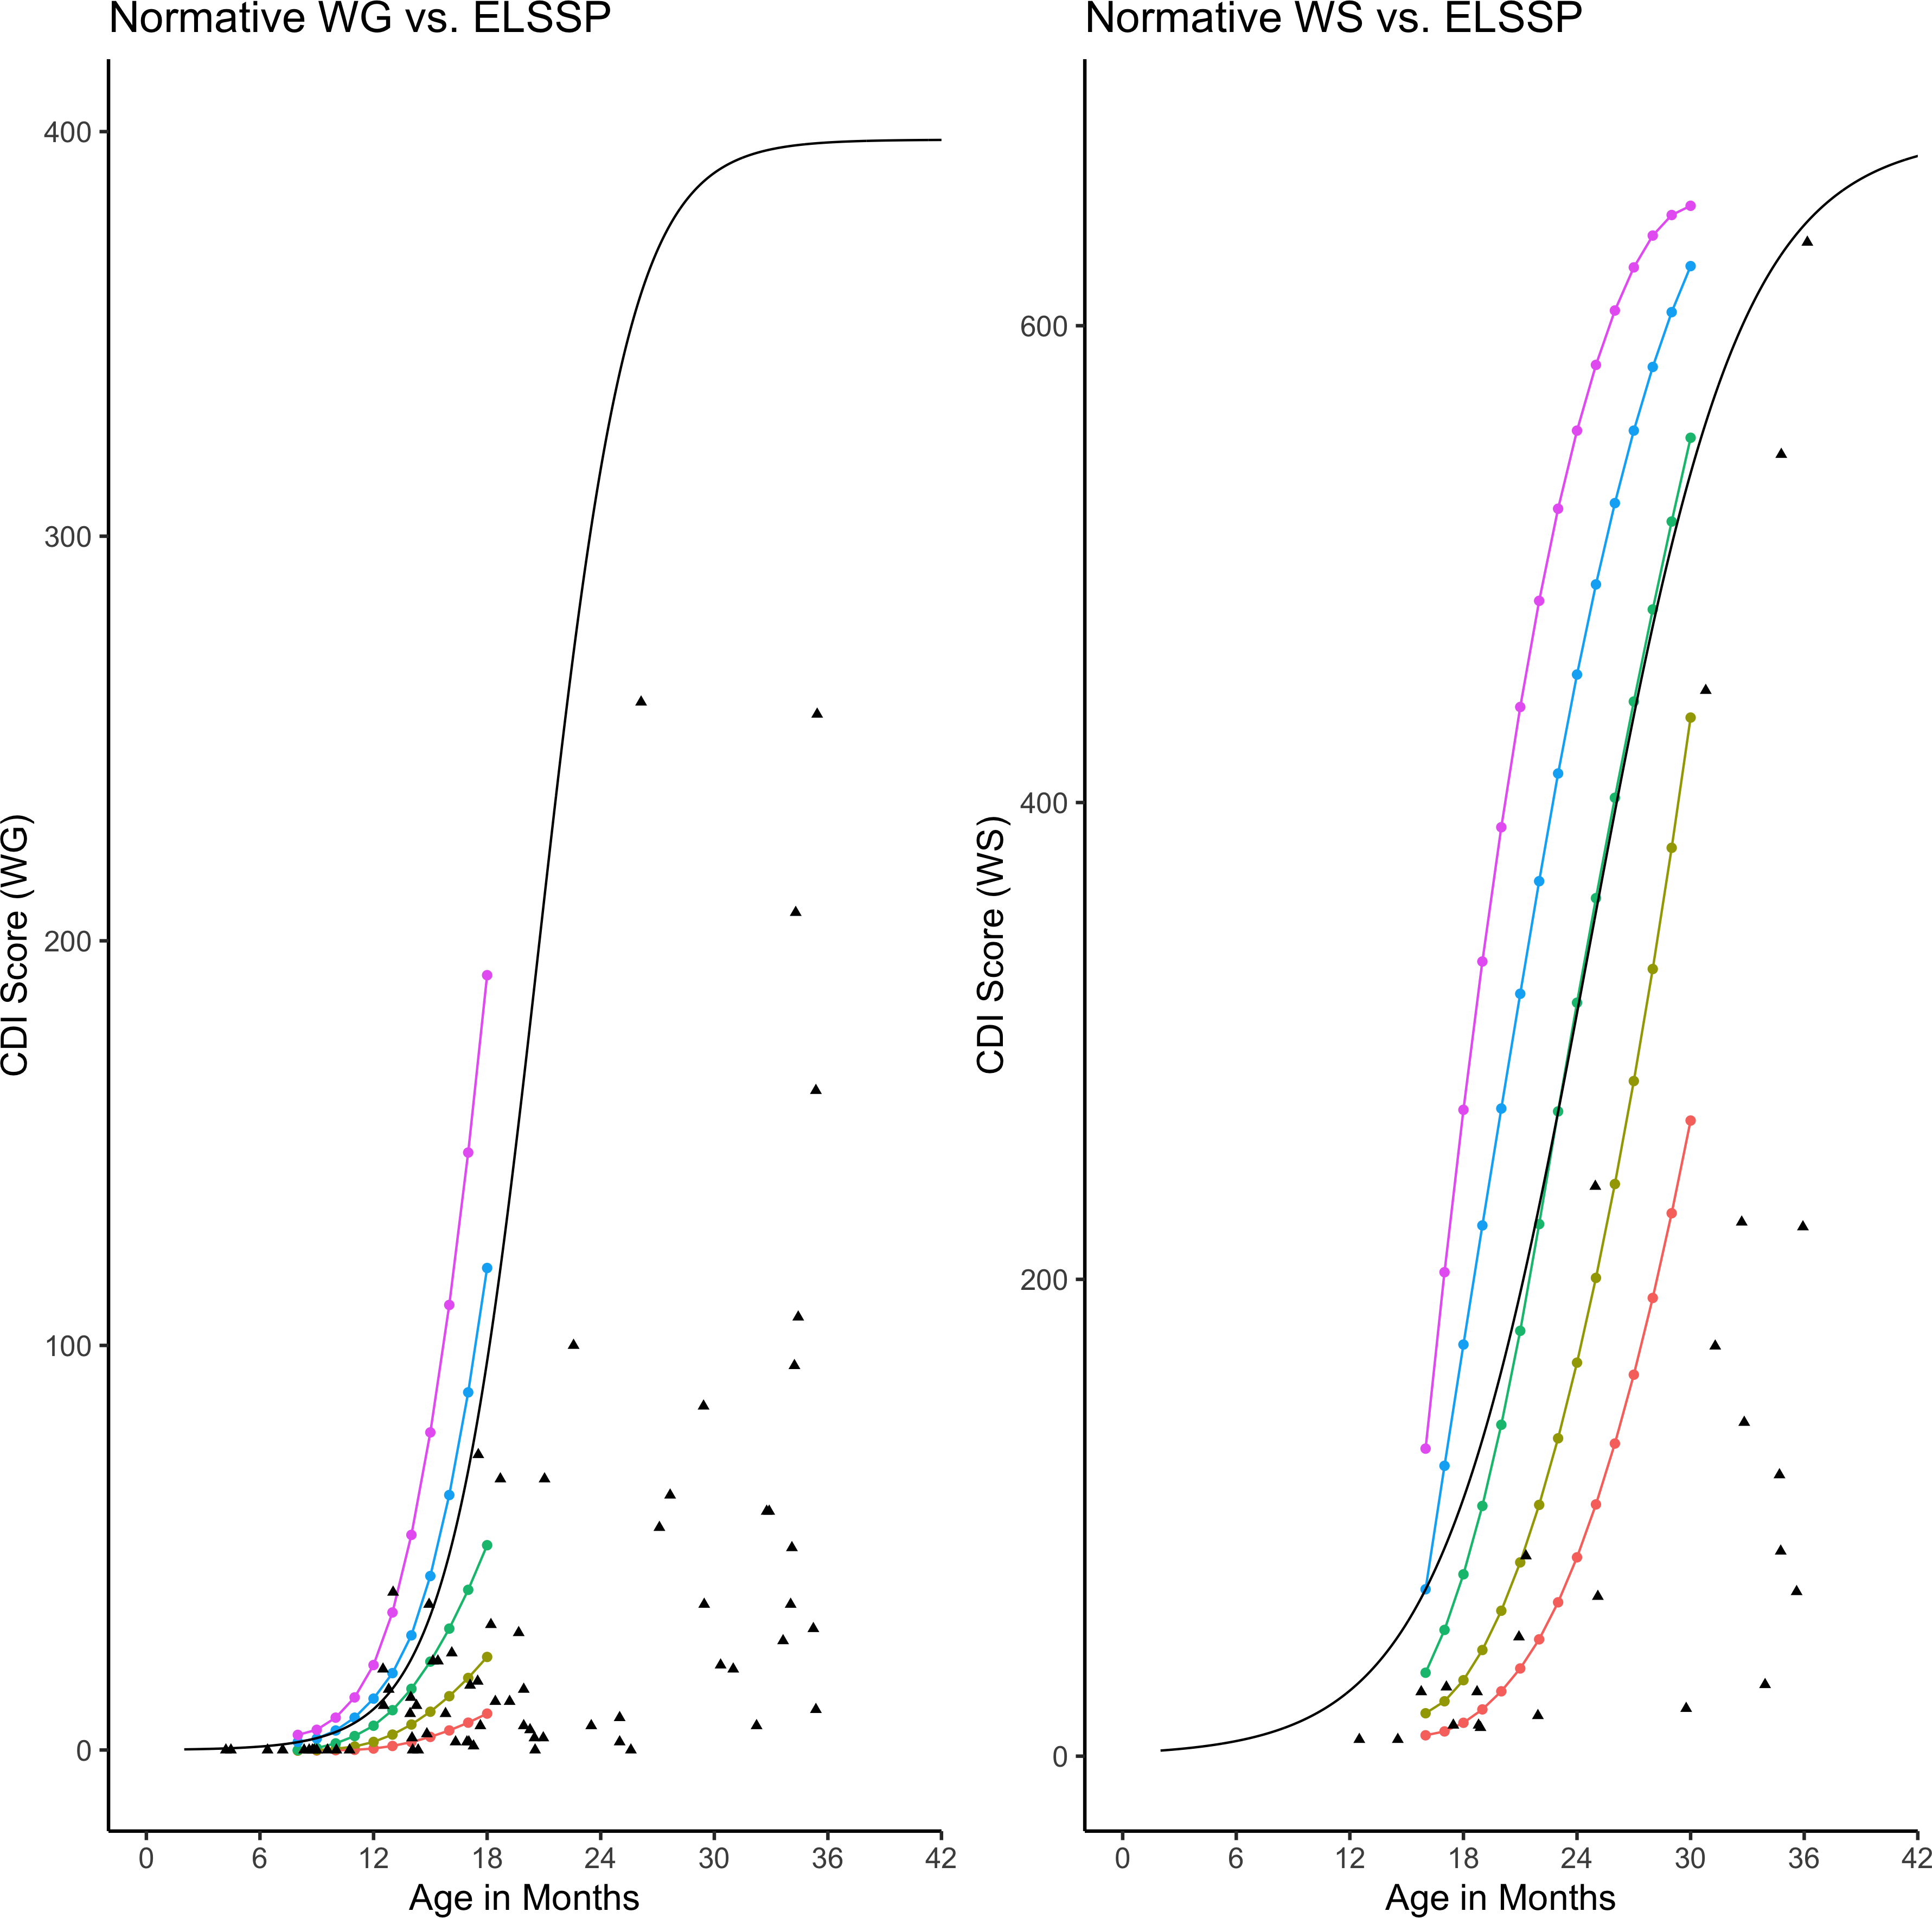 Normative WG vs. ELSSP
CDI Score (WG)
400
300
200
100
0
0 6 12 18 24 30 36 42
Age in Months
Normative WS vs. ELSSP
CDI Score (WS)
600
400
200
0
0 6 12 18 24 30 36 42
Age in Months